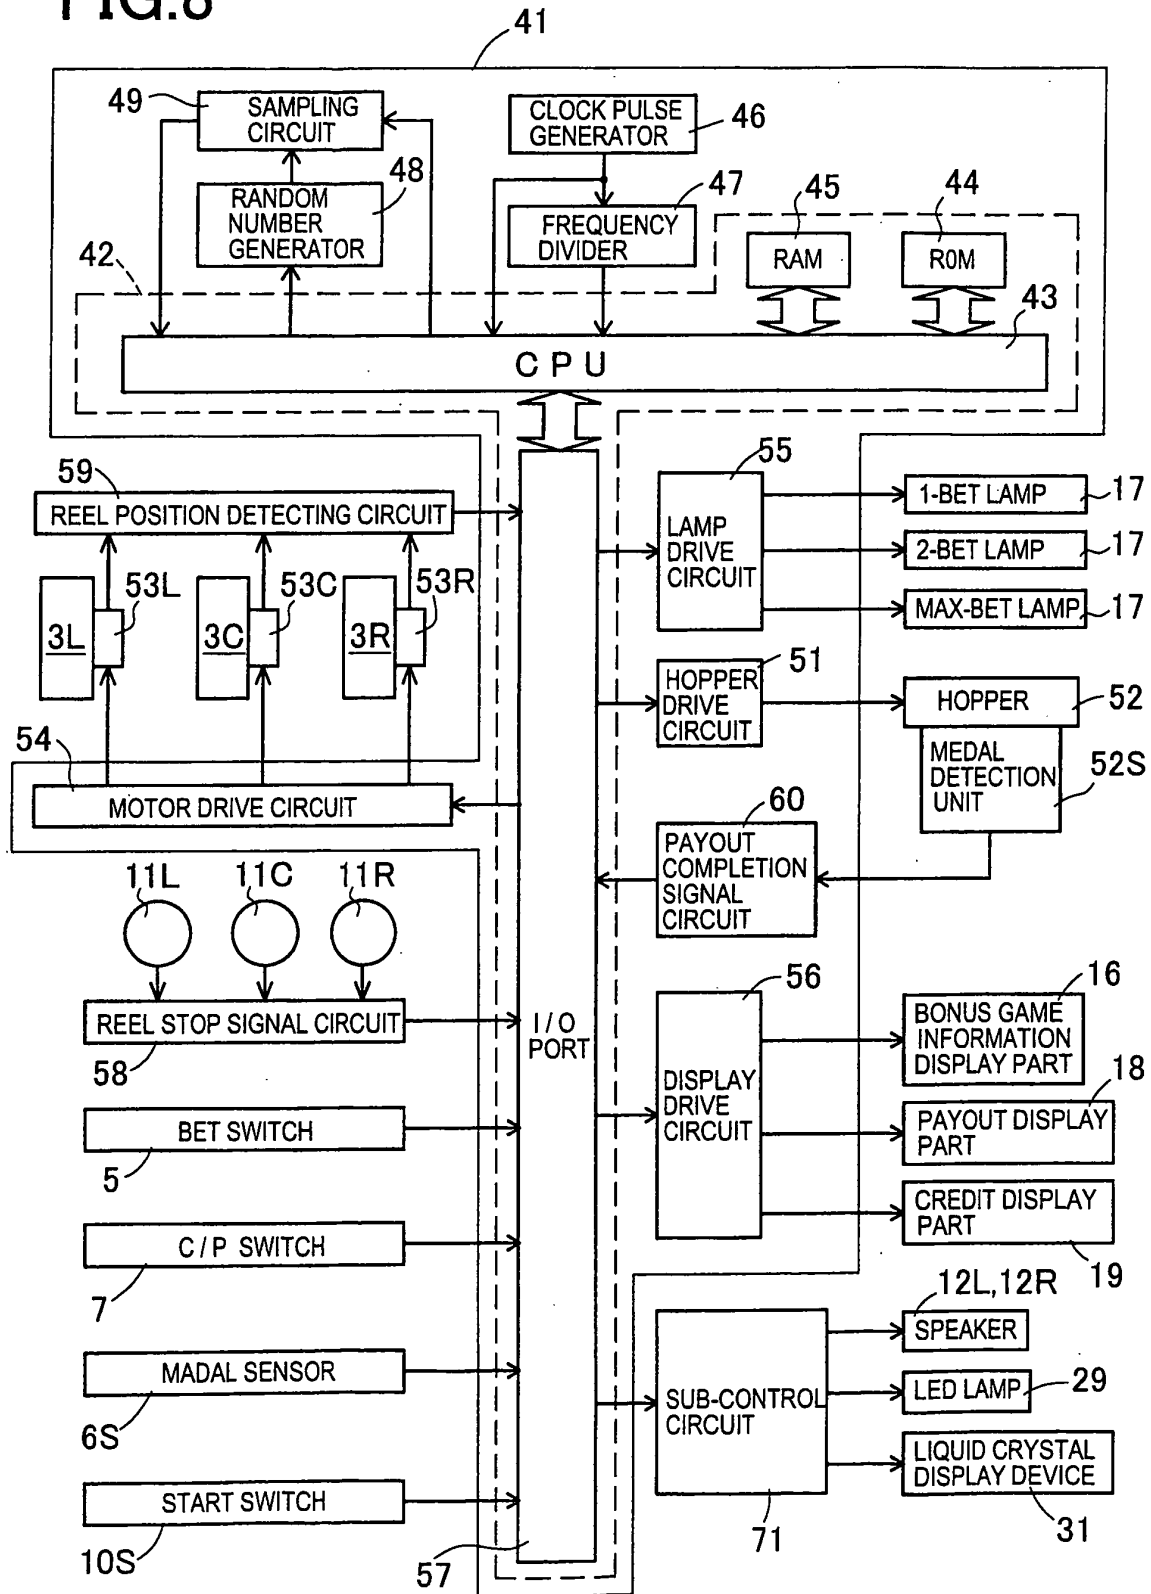 FIG.8
41
49
SAMPLING
CIRCUIT
CLOCK PULSE
GENERATOR
46
48
RANDOM
NUMBER
GENERATOR
47
FREQUENCY
DIVIDER
45
RAM
44
ROM
42
43
CPU
59
REEL POSITION DETECTING CIRCUIT
55
LAMP
DRIVE
CIRCUIT
1-BET LAMP
17
2-BET LAMP
17
MAX-BET LAMP
17
3L
53L
3C
53C
3R
53R
51
HOPPER
DRIVE
CIRCUIT
HOPPER
52
MEDAL
DETECTION
UNIT
52S
54
MOTOR DRIVE CIRCUIT
60
PAYOUT
COMPLETION
SIGNAL
CIRCUIT
11L
11C
11R
REEL STOP SIGNAL CIRCUIT
58
I/O
PORT
56
DISPLAY
DRIVE
CIRCUIT
16
BONUS GAME
INFORMATION
DISPLAY PART
18
PAYOUT DISPLAY
PART
CREDIT DISPLAY
PART
19
BET SWITCH
5
C/P SWITCH
7
MADAL SENSOR
6S
START SWITCH
10S
57
SUB-CONTROL
CIRCUIT
71
12L,12R
SPEAKER
LED LAMP
29
LIQUID CRYSTAL
DISPLAY DEVICE
31